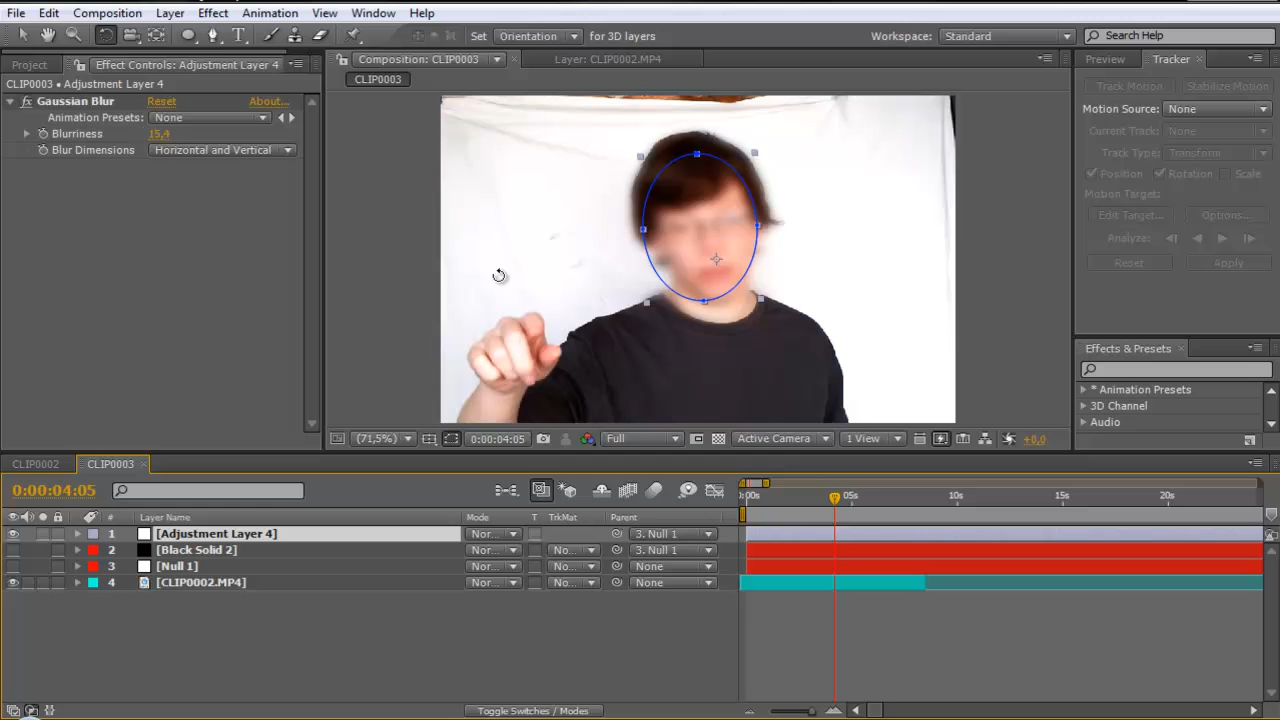 File Edit Composition Layer Effect Animation View Window Help
Set Orientation for 3D layers Workspace: Standard Search Help
Project Effect Controls: Adjustment Layer 4 Composition: CLIP0003 Layer: CLIP0002.MP4 Preview Tracker
CLIP0003 • Adjustment Layer 4 CLIP0003
fx Gaussian Blur Reset About...
Animation Presets: None
Blurriness 15,4
Blur Dimensions Horizontal and Vertical
Track Motion Stabilize Motion
Motion Source: None
Current Track: None
Track Type: Transform
Position Rotation Scale
Motion Target:
Edit Target... Options...
Analyze:
Reset Apply
Effects & Presets
* Animation Presets
3D Channel
Audio
(71,5%) 0:00:04:05 Full Active Camera 1 View +0,0
CLIP0002 CLIP0003
0:00:04:05
:00s 05s 10s 15s 20s
# Layer Name Mode T TrkMat Parent
1 [Adjustment Layer 4] Nor... 3. Null 1
2 [Black Solid 2] Nor... No... 3. Null 1
3 [Null 1] Nor... No... None
4 [CLIP0002.MP4] Nor... No... None
Toggle Switches / Modes